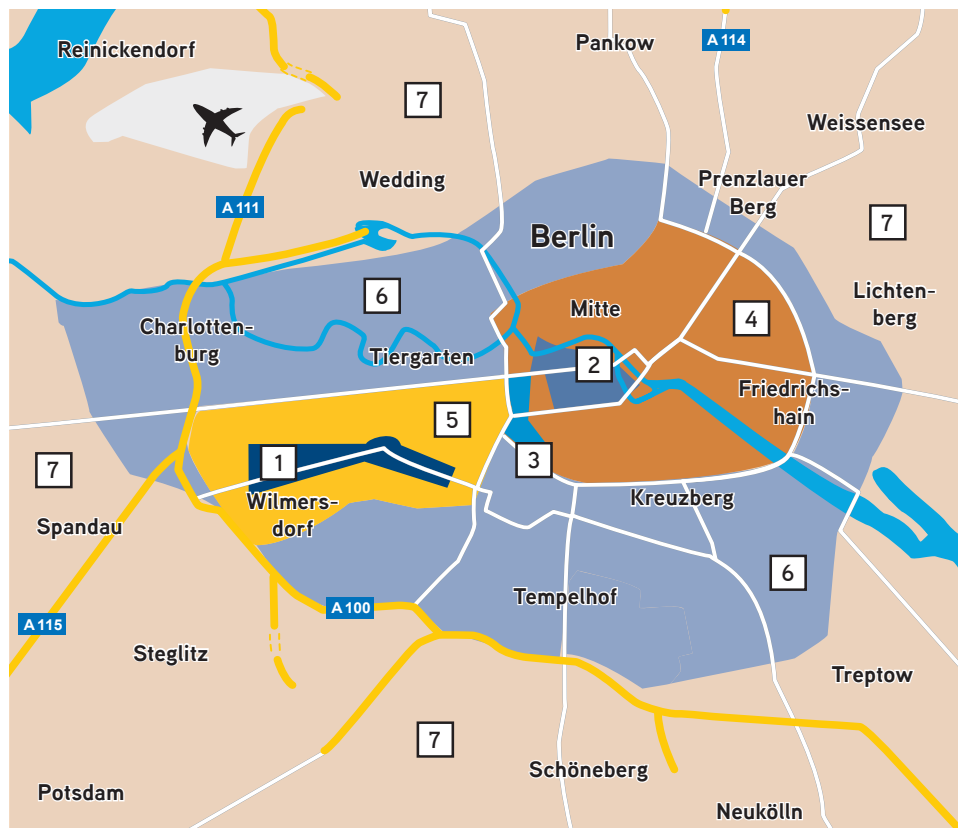 Reinickendorf
Pankow
A 114
7
Weissensee
Wedding
Prenzlauer
Berg
A 111
7
Berlin
6
Lichten-
berg
Mitte
4
Charlotten-
burg
Tiergarten
2
Friedrichs-
hain
5
7
1
3
Wilmers-
dorf
Kreuzberg
Spandau
6
Tempelhof
A 100
A 115
Steglitz
Treptow
7
Schöneberg
Potsdam
Neukölln